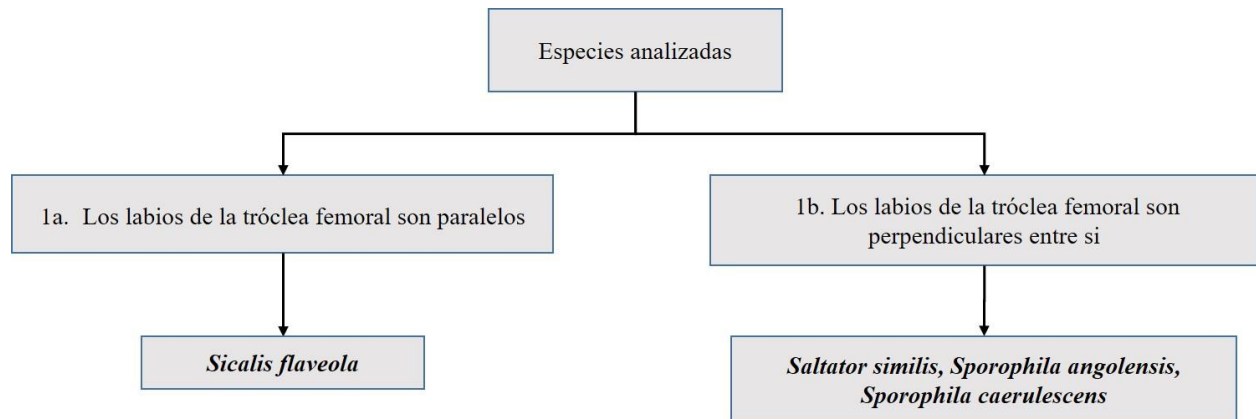 Especies analizadas
1a. Los labios de la tróclea femoral son paralelos
1b. Los labios de la tróclea femoral son
perpendiculares entre si
Sicalis flaveola
Saltator similis, Sporophila angolensis,
Sporophila caerulescens